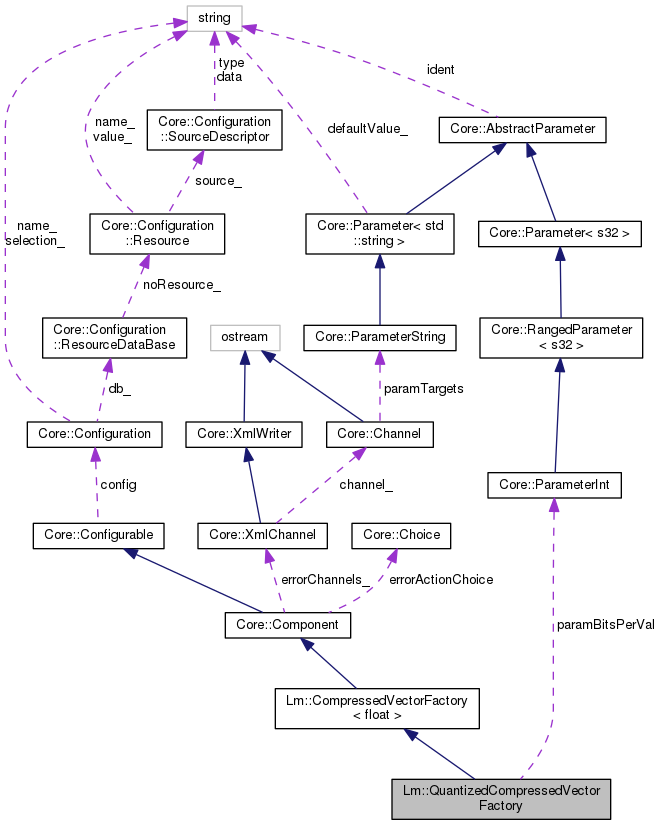 string
type
data
ident
Core::Configuration
::SourceDescriptor
name_
value_
defaultValue_
Core::AbstractParameter
source_
name_
selection_
Core::Configuration
::Resource
Core::Parameter< std
::string >
Core::Parameter< s32 >
noResource_
Core::Configuration
::ResourceDataBase
ostream
Core::ParameterString
Core::RangedParameter
< s32 >
db_
paramTargets
Core::Configuration
Core::XmlWriter
Core::Channel
config
channel_
Core::ParameterInt
Core::Configurable
Core::XmlChannel
Core::Choice
errorChannels_
errorActionChoice
Core::Component
paramBitsPerVal
Lm::CompressedVectorFactory
< float >
Lm::QuantizedCompressedVector
Factory